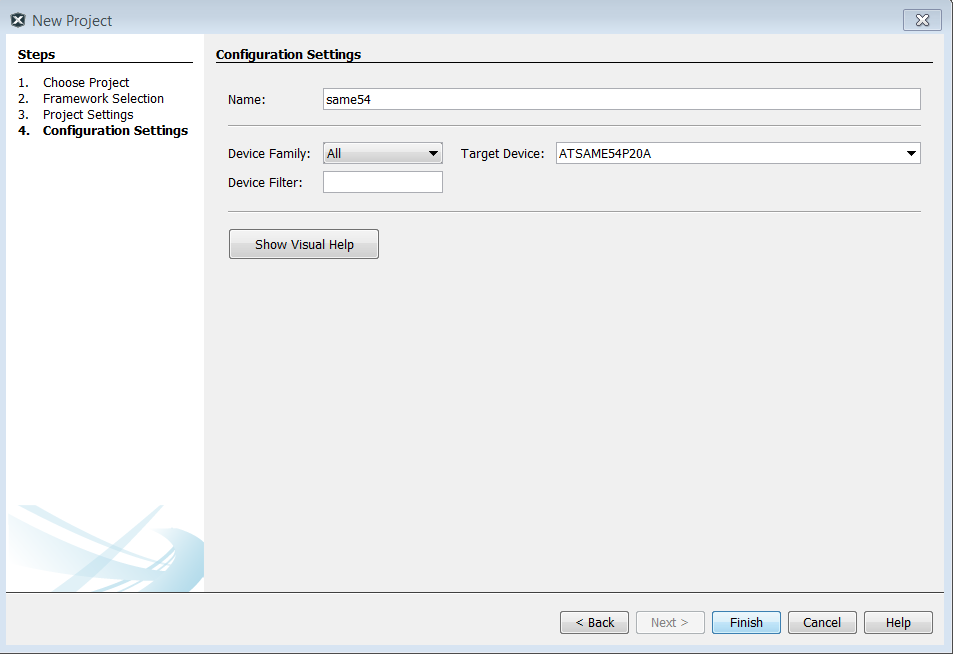 New Project
Steps
1. Choose Project
2. Framework Selection
3. Project Settings
4. Configuration Settings
Configuration Settings
Name: same54
Device Family: All Target Device: ATSAME54P20A
Device Filter:
Show Visual Help
< Back Next > Finish Cancel Help